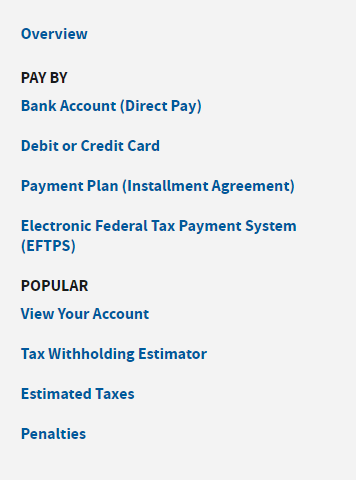 Overview
PAY BY
Bank Account (Direct Pay)
Debit or Credit Card
Payment Plan (Installment Agreement)
Electronic Federal Tax Payment System
(EFTPS)
POPULAR
View Your Account
Tax Withholding Estimator
Estimated Taxes
Penalties